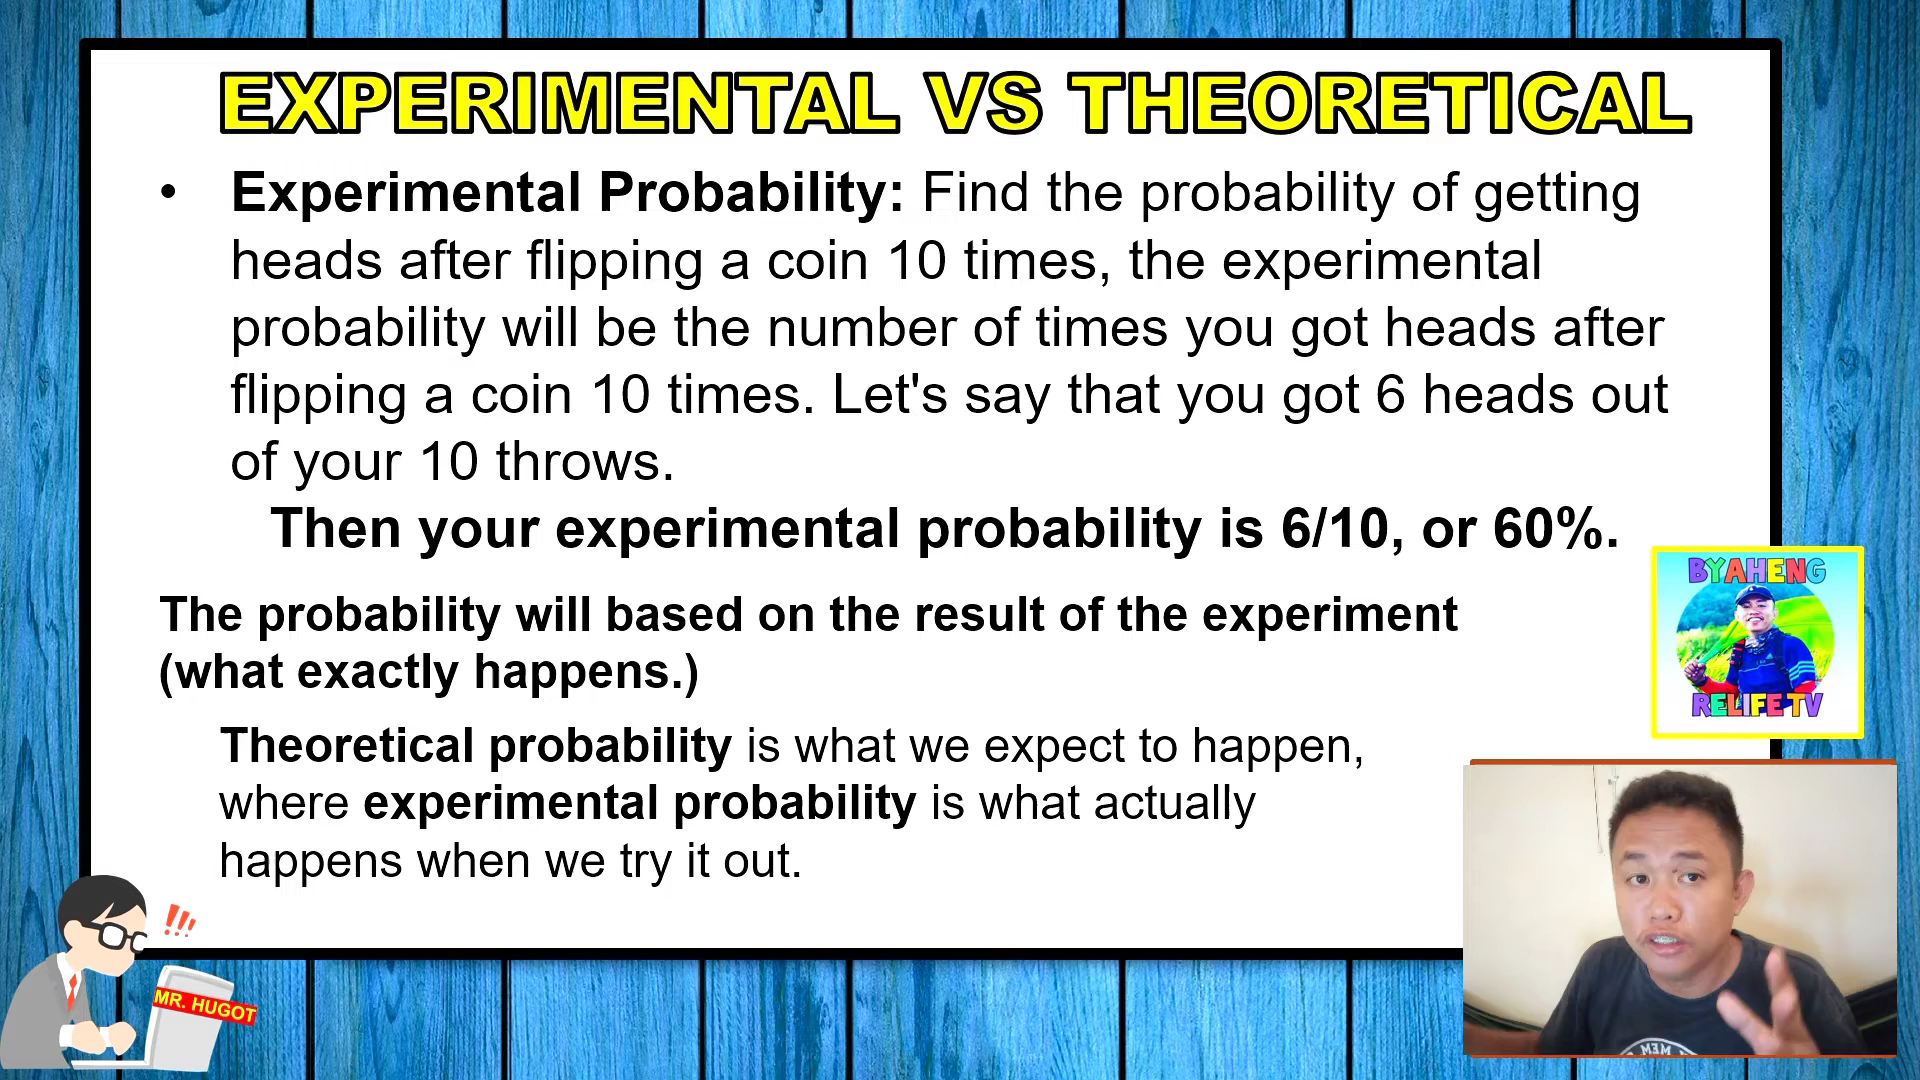 EXPERIMENTAL VS THEORETICAL
• Experimental Probability: Find the probability of getting
heads after flipping a coin 10 times, the experimental
probability will be the number of times you got heads after
flipping a coin 10 times. Let's say that you got 6 heads out
of your 10 throws.
Then your experimental probability is 6/10, or 60%.
The probability will based on the result of the experiment
(what exactly happens.)
Theoretical probability is what we expect to happen,
where experimental probability is what actually
happens when we try it out.
BYAHENG
RELIFE TV
!!!
MR. HUGOT